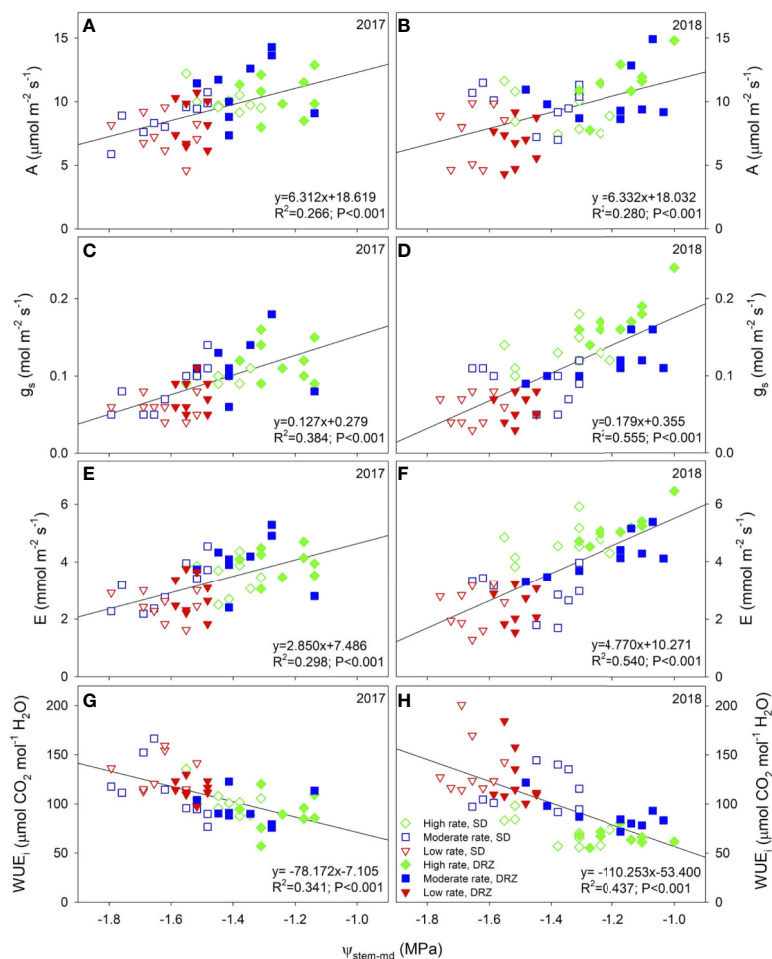 A 2017
B 2018
15
10
5
0
A (μmol m⁻² s⁻¹)
y=6.312x+18.619
R²=0.266; P<0.001
y=6.332x+18.032
R²=0.280; P<0.001
15
10
5
0
A (μmol m⁻² s⁻¹)
C 2017
D 2018
0.2
0.1
0.0
gₛ (mol m⁻² s⁻¹)
y=0.127x+0.279
R²=0.384; P<0.001
y=0.179x+0.355
R²=0.555; P<0.001
0.2
0.1
0.0
gₛ (mol m⁻² s⁻¹)
E 2017
F 2018
6
4
2
0
E (mmol m⁻² s⁻¹)
y=2.850x+7.486
R²=0.298; P<0.001
y=4.770x+10.271
R²=0.540; P<0.001
6
4
2
0
E (mmol m⁻² s⁻¹)
G 2017
H 2018
200
150
100
50
0
WUEᵢ (μmol CO₂ mol⁻¹ H₂O)
y= -78.172x-7.105
R²=0.341; P<0.001
High rate, SD
Moderate rate, SD
Low rate, SD
High rate, DRZ
Moderate rate, DRZ
Low rate, DRZ
y= -110.253x-53.400
R²=0.437; P<0.001
200
150
100
50
0
WUEᵢ (μmol CO₂ mol⁻¹ H₂O)
-1.8 -1.6 -1.4 -1.2 -1.0
-1.8 -1.6 -1.4 -1.2 -1.0
ψstem-md (MPa)